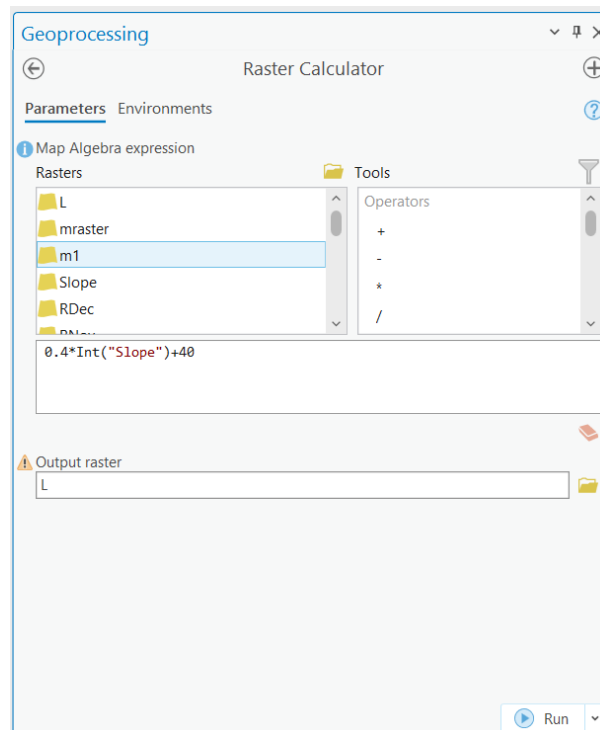 Geoprocessing
Raster Calculator
Parameters Environments
Map Algebra expression
Rasters
Tools
L
mraster
m1
Slope
RDec
Operators
+
-
*
/
0.4*Int("Slope")+40
Output raster
L
Run